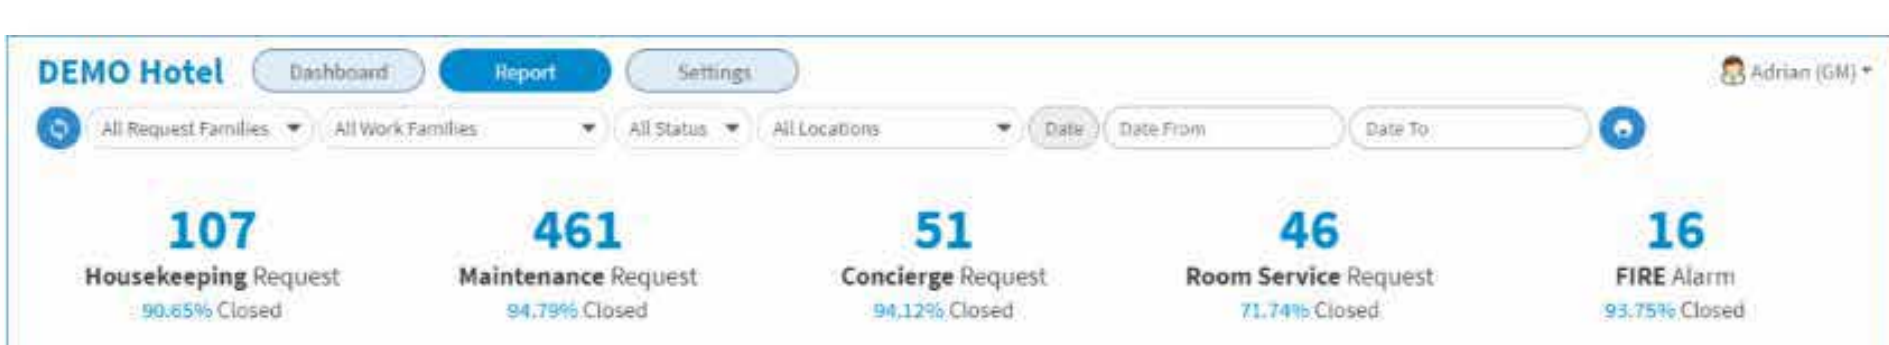 DEMO Hotel Dashboard Report Settings Adrian (GM)
All Request Families All Work Families All Status All Locations Date Date From Date To
107 461 51 46 16
Housekeeping Request Maintenance Request Concierge Request Room Service Request FIRE Alarm
90.65% Closed 94.79% Closed 94.12% Closed 71.74% Closed 93.75% Closed